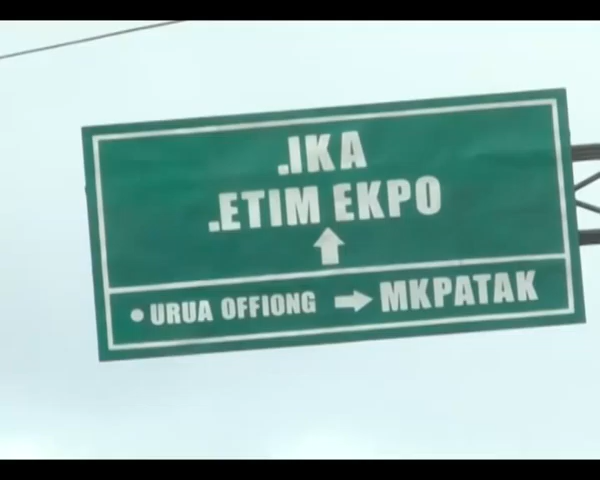 .IKA
.ETIM EKPO
• URUA OFFIONG → MKPATAK